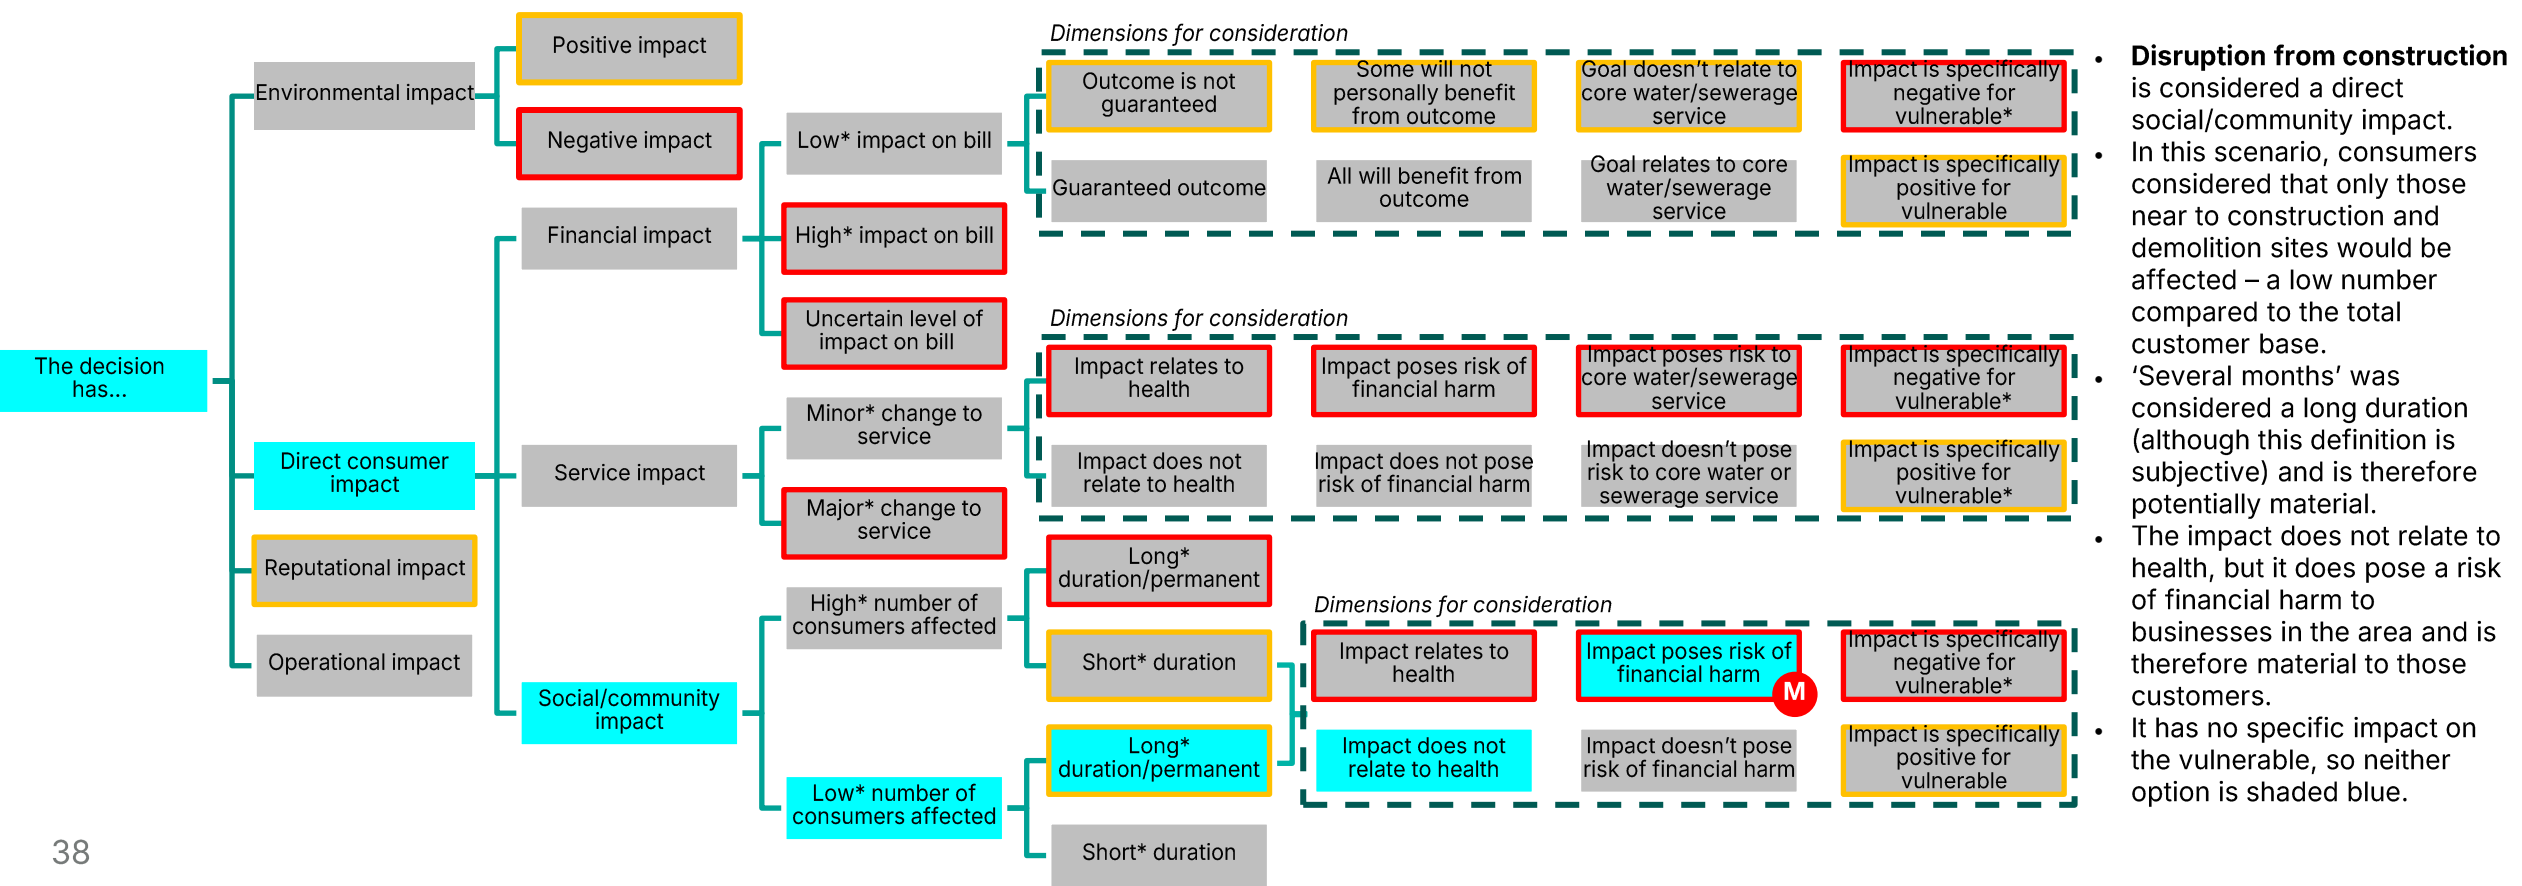 The decision
has...
Environmental impact
Direct consumer
impact
Reputational impact
Operational impact
Positive impact
Negative impact
Financial impact
Service impact
Social/community
impact
Low* impact on bill
High* impact on bill
Uncertain level of
impact on bill
Minor* change to
service
Major* change to
service
High* number of
consumers affected
Low* number of
consumers affected
Long*
duration/permanent
Short* duration
Long*
duration/permanent
Short* duration
Dimensions for consideration
Outcome is not
guaranteed
Some will not
personally benefit
from outcome
Goal doesn't relate to
core water/sewerage
service
Impact is specifically
negative for
vulnerable*
Guaranteed outcome
All will benefit from
outcome
Goal relates to core
water/sewerage
service
Impact is specifically
positive for
vulnerable
Dimensions for consideration
Impact relates to
health
Impact poses risk of
financial harm
Impact poses risk to
core water/sewerage
service
Impact is specifically
negative for
vulnerable*
Impact does not
relate to health
Impact does not pose
risk of financial harm
Impact doesn't pose
risk to core water or
sewerage service
Impact is specifically
positive for
vulnerable*
Dimensions for consideration
Impact relates to
health
Impact poses risk of
financial harm
M
Impact is specifically
negative for
vulnerable*
Impact does not
relate to health
Impact doesn't pose
risk of financial harm
Impact is specifically
positive for
vulnerable
• Disruption from construction
is considered a direct
social/community impact.
• In this scenario, consumers
considered that only those
near to construction and
demolition sites would be
affected – a low number
compared to the total
customer base.
• ‘Several months’ was
considered a long duration
(although this definition is
subjective) and is therefore
potentially material.
• The impact does not relate to
health, but it does pose a risk
of financial harm to
businesses in the area and is
therefore material to those
customers.
• It has no specific impact on
the vulnerable, so neither
option is shaded blue.
38